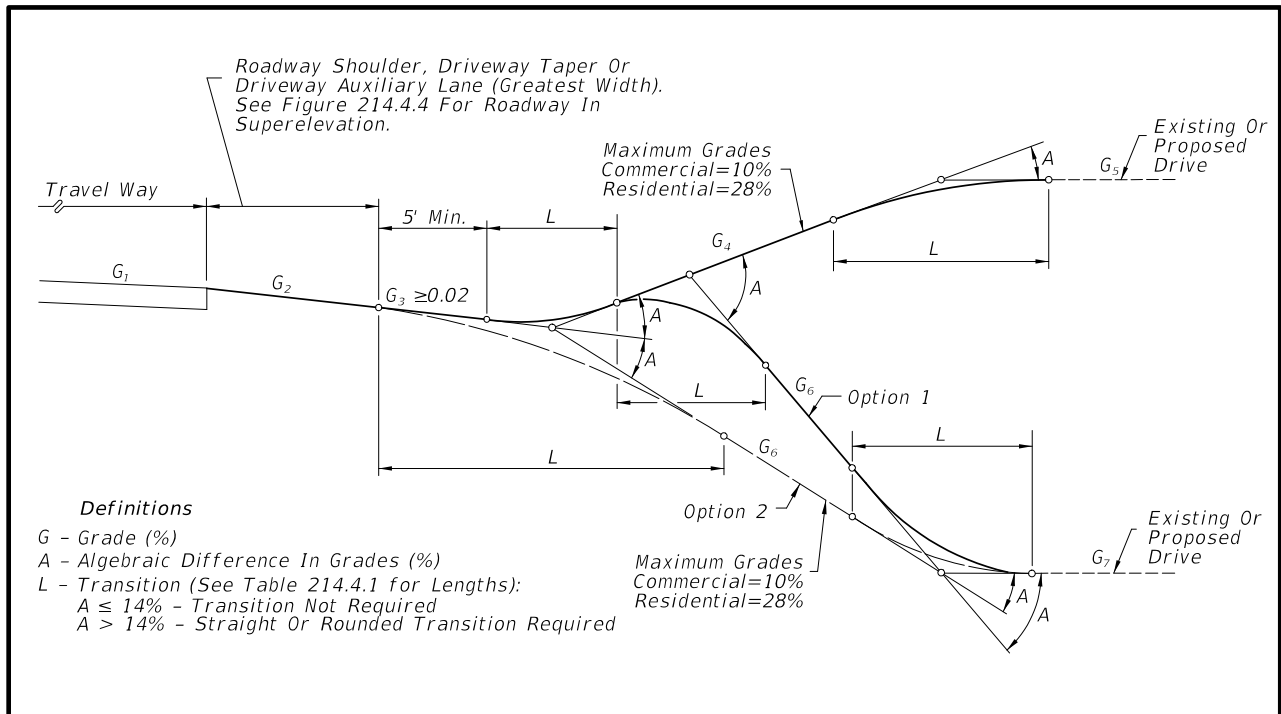 Roadway Shoulder, Driveway Taper Or
Driveway Auxiliary Lane (Greatest Width).
See Figure 214.4.4 For Roadway In
Superelevation.
Travel Way
Maximum Grades
Commercial=10%
Residential=28%
Existing Or
Proposed
Drive
A
G5
5' Min.
L
G4
L
G1
G2
G3 ≥0.02
A
A
A
L
G6
Option 1
L
L
G6
Option 2
Maximum Grades
Commercial=10%
Residential=28%
Existing Or
Proposed
Drive
G7
A
A
Definitions
G – Grade (%)
A – Algebraic Difference In Grades (%)
L – Transition (See Table 214.4.1 for Lengths):
A ≤ 14% – Transition Not Required
A > 14% – Straight Or Rounded Transition Required